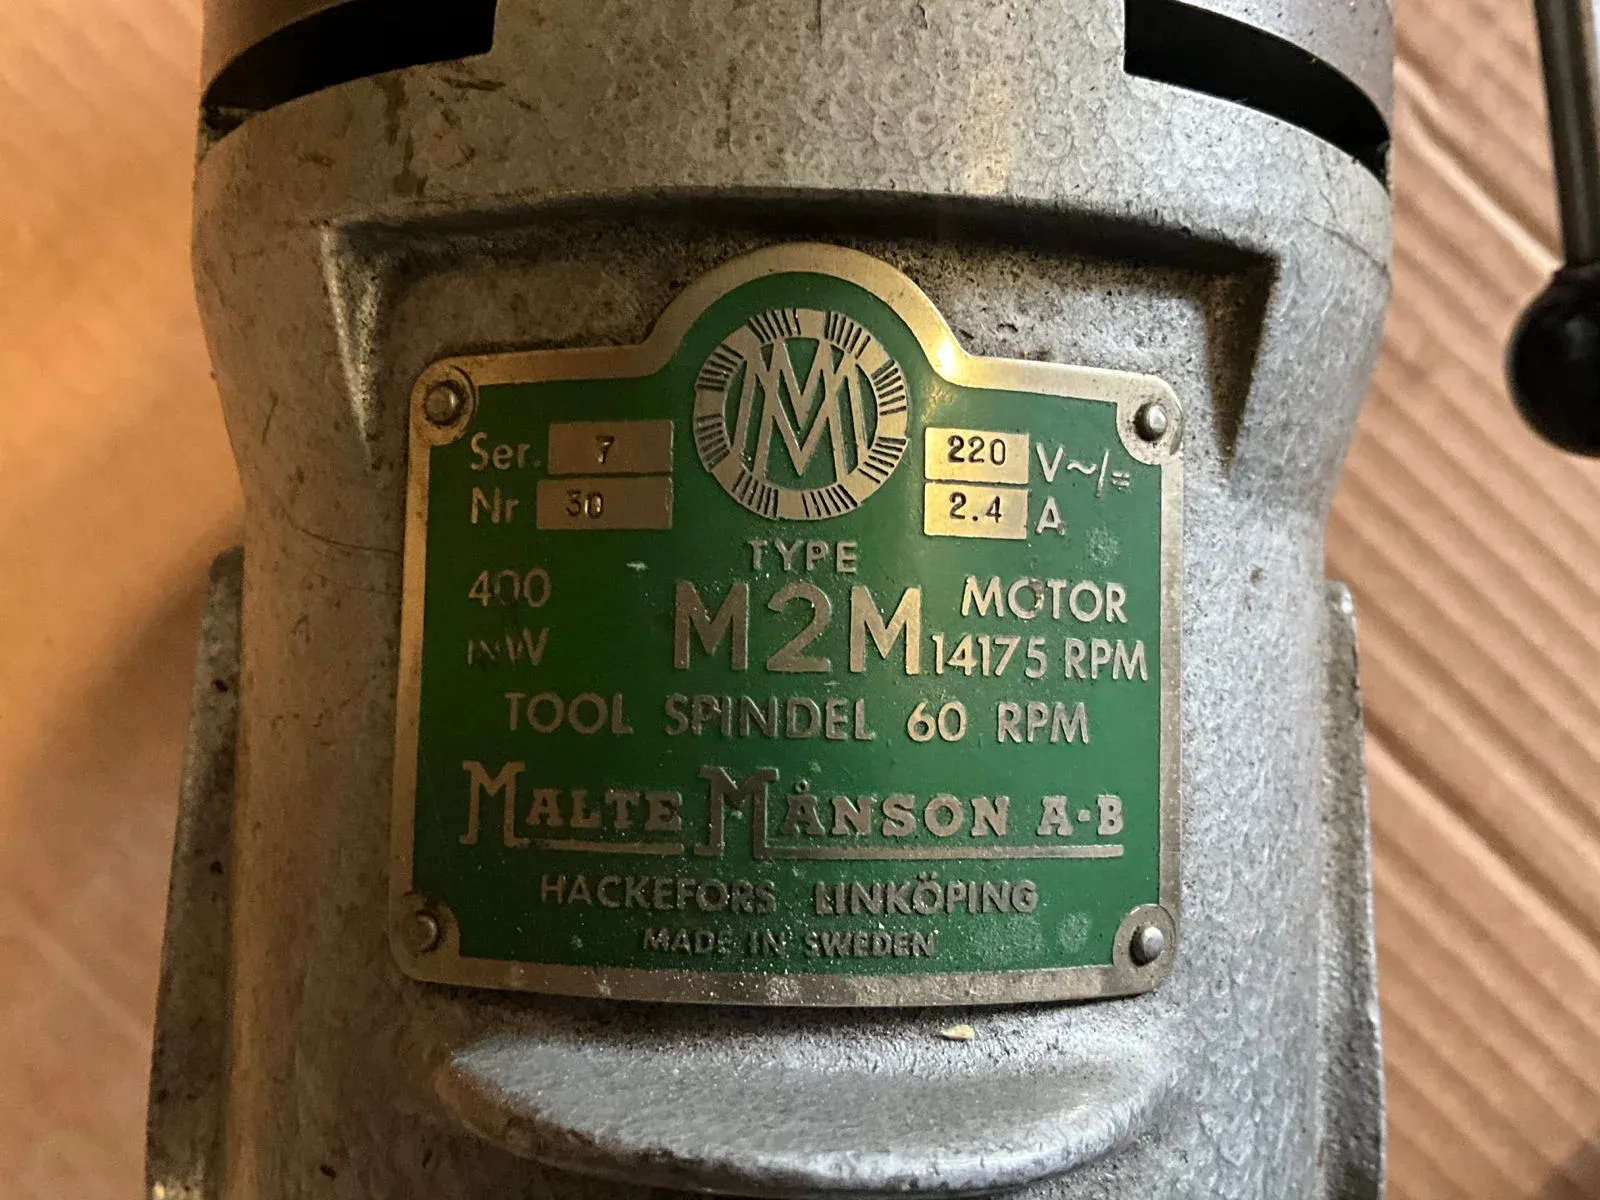 Ser. 7
Nr 30
220 V~/=
2.4 A
TYPE
M2M
400
INW
MOTOR
14175 RPM
TOOL SPINDEL 60 RPM
MALTE MÅNSON A·B
HACKEFORS LINKÖPING
MADE IN SWEDEN